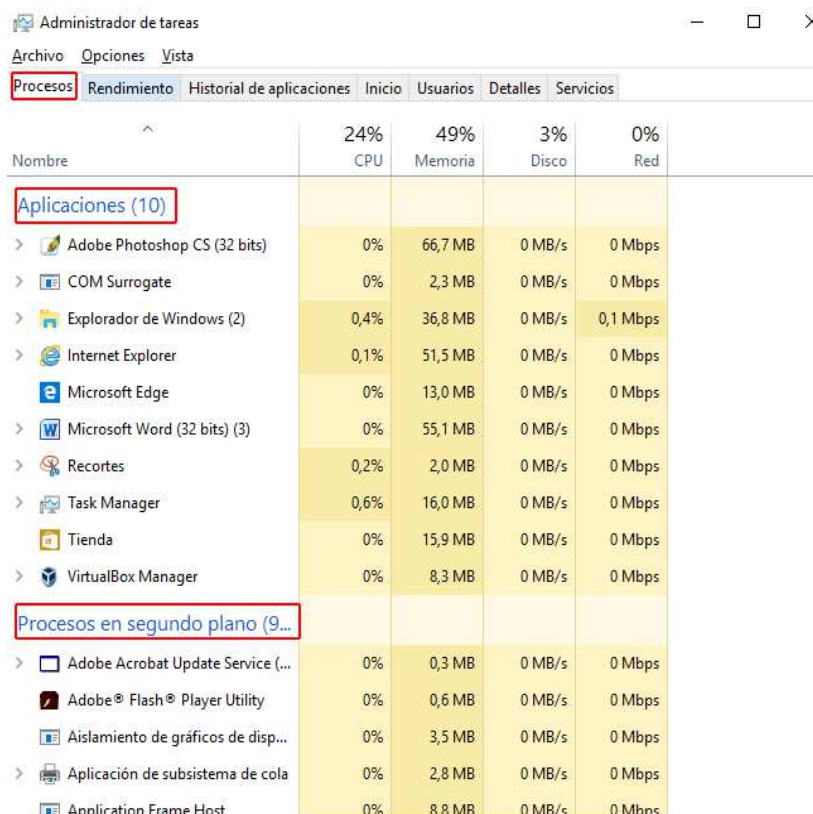 Administrador de tareas
Archivo Opciones Vista
Procesos Rendimiento Historial de aplicaciones Inicio Usuarios Detalles Servicios
24% 49% 3% 0%
Nombre CPU Memoria Disco Red
Aplicaciones (10)
Adobe Photoshop CS (32 bits) 0% 66,7 MB 0 MB/s 0 Mbps
COM Surrogate 0% 2,3 MB 0 MB/s 0 Mbps
Explorador de Windows (2) 0,4% 36,8 MB 0 MB/s 0,1 Mbps
Internet Explorer 0,1% 51,5 MB 0 MB/s 0 Mbps
Microsoft Edge 0% 13,0 MB 0 MB/s 0 Mbps
Microsoft Word (32 bits) (3) 0% 55,1 MB 0 MB/s 0 Mbps
Recortes 0,2% 2,0 MB 0 MB/s 0 Mbps
Task Manager 0,6% 16,0 MB 0 MB/s 0 Mbps
Tienda 0% 15,9 MB 0 MB/s 0 Mbps
VirtualBox Manager 0% 8,3 MB 0 MB/s 0 Mbps
Procesos en segundo plano (9...
Adobe Acrobat Update Service (... 0% 0,3 MB 0 MB/s 0 Mbps
Adobe® Flash® Player Utility 0% 0,6 MB 0 MB/s 0 Mbps
Aislamiento de gráficos de disp... 0% 3,5 MB 0 MB/s 0 Mbps
Aplicación de subsistema de cola 0% 2,8 MB 0 MB/s 0 Mbps
Application Frame Host 0% 8,8 MB 0 MB/s 0 Mbps